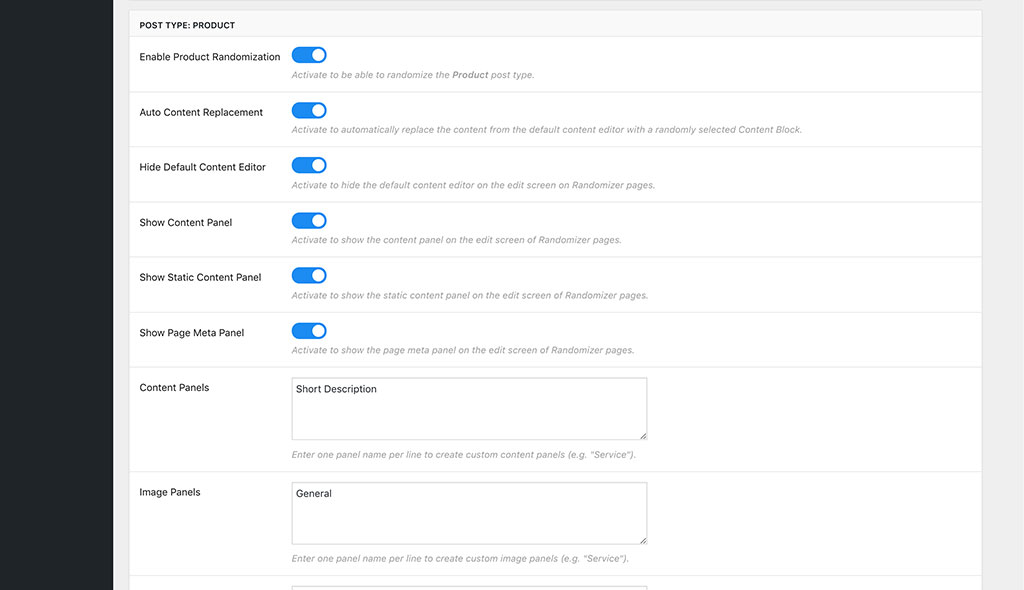 POST TYPE: PRODUCT
Enable Product Randomization
Activate to be able to randomize the Product post type.
Auto Content Replacement
Activate to automatically replace the content from the default content editor with a randomly selected Content Block.
Hide Default Content Editor
Activate to hide the default content editor on the edit screen on Randomizer pages.
Show Content Panel
Activate to show the content panel on the edit screen of Randomizer pages.
Show Static Content Panel
Activate to show the static content panel on the edit screen of Randomizer pages.
Show Page Meta Panel
Activate to show the page meta panel on the edit screen of Randomizer pages.
Content Panels
Short Description
Enter one panel name per line to create custom content panels (e.g. "Service").
Image Panels
General
Enter one panel name per line to create custom image panels (e.g. "Service").